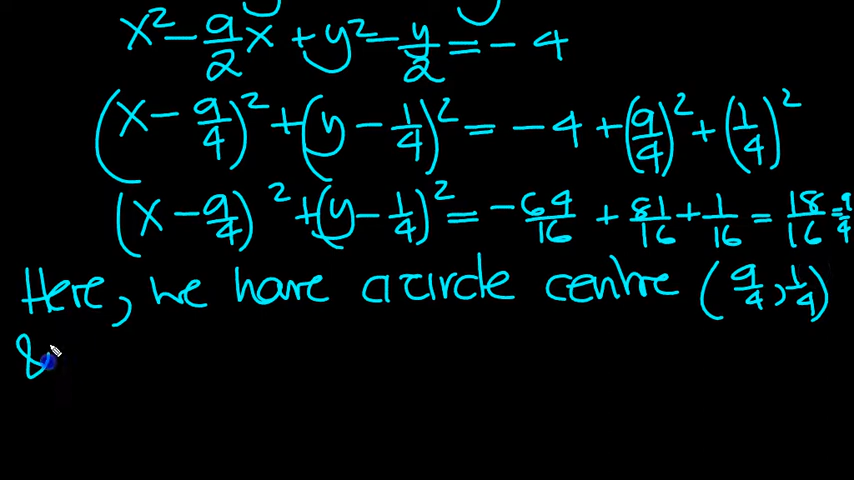 x² - 9/2 x + y² - y/2 = - 4
(x - 9/4)² + (y - 1/4)² = - 4 + (9/4)² + (1/4)²
(x - 9/4)² + (y - 1/4)² = - 64/16 + 81/16 + 1/16 = 18/16 = 9/4
Here, we have a circle centre (9/4, 1/4)
&